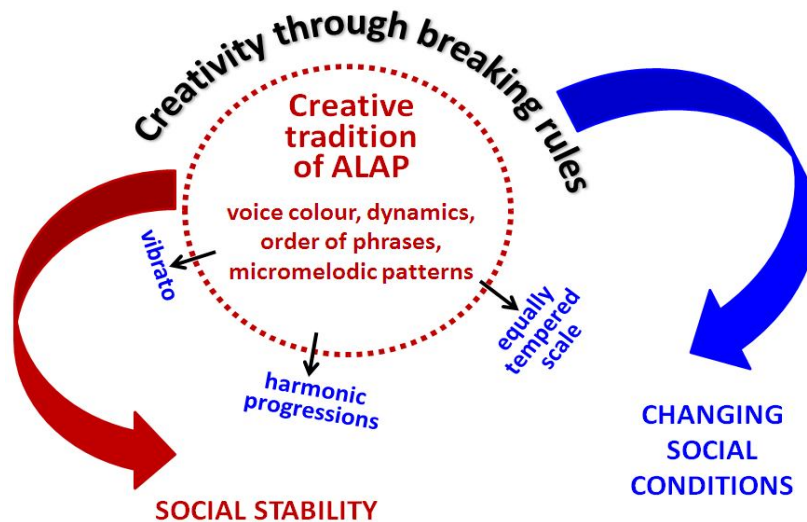 Creativity through breaking rules
Creative
tradition
of ALAP
voice colour, dynamics,
order of phrases,
micromelodic patterns
vibrato
harmonic
progressions
equally
tempered
scale
CHANGING
SOCIAL
CONDITIONS
SOCIAL STABILITY